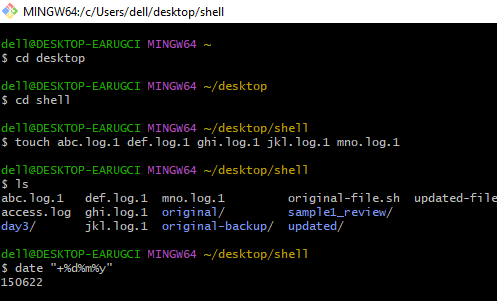 MINGW64:/c/Users/dell/desktop/shell
dell@DESKTOP-EARUGCI MINGW64 ~
$ cd desktop
dell@DESKTOP-EARUGCI MINGW64 ~/desktop
$ cd shell
dell@DESKTOP-EARUGCI MINGW64 ~/desktop/shell
$ touch abc.log.1 def.log.1 ghi.log.1 jkl.log.1 mno.log.1
dell@DESKTOP-EARUGCI MINGW64 ~/desktop/shell
$ ls
abc.log.1 def.log.1 mno.log.1 original-file.sh updated-file
access.log ghi.log.1 original/ sample1_review/
day3/ jkl.log.1 original-backup/ updated/
dell@DESKTOP-EARUGCI MINGW64 ~/desktop/shell
$ date "+%d%m%y"
150622